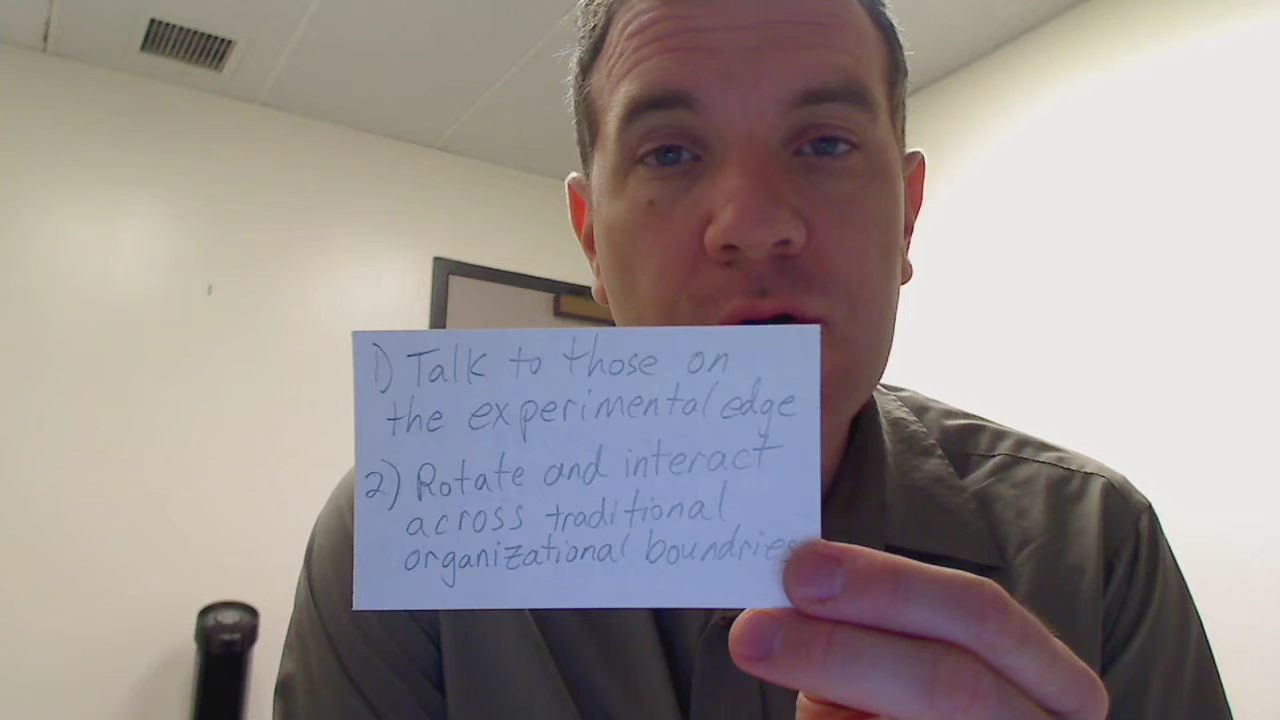 1) Talk to those on
the experimental edge
2) Rotate and interact
across traditional
organizational boundries